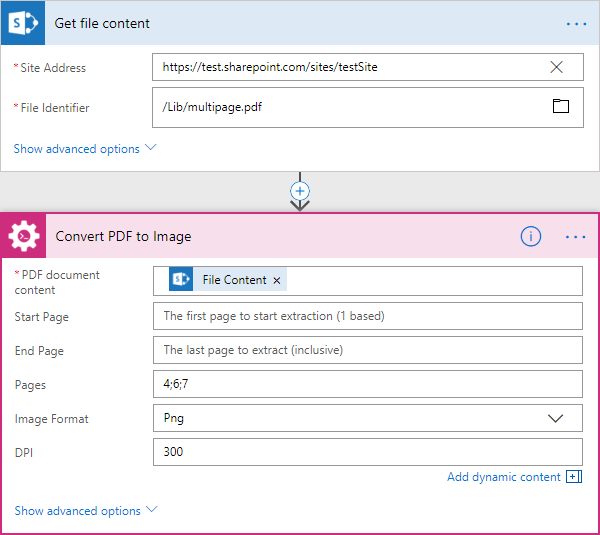 Get file content
* Site Address
https://test.sharepoint.com/sites/testSite
* File Identifier
/Lib/multipage.pdf
Show advanced options
Convert PDF to Image
* PDF document
content
File Content
Start Page
The first page to start extraction (1 based)
End Page
The last page to extract (inclusive)
Pages
4;6;7
Image Format
Png
DPI
300
Add dynamic content
Show advanced options